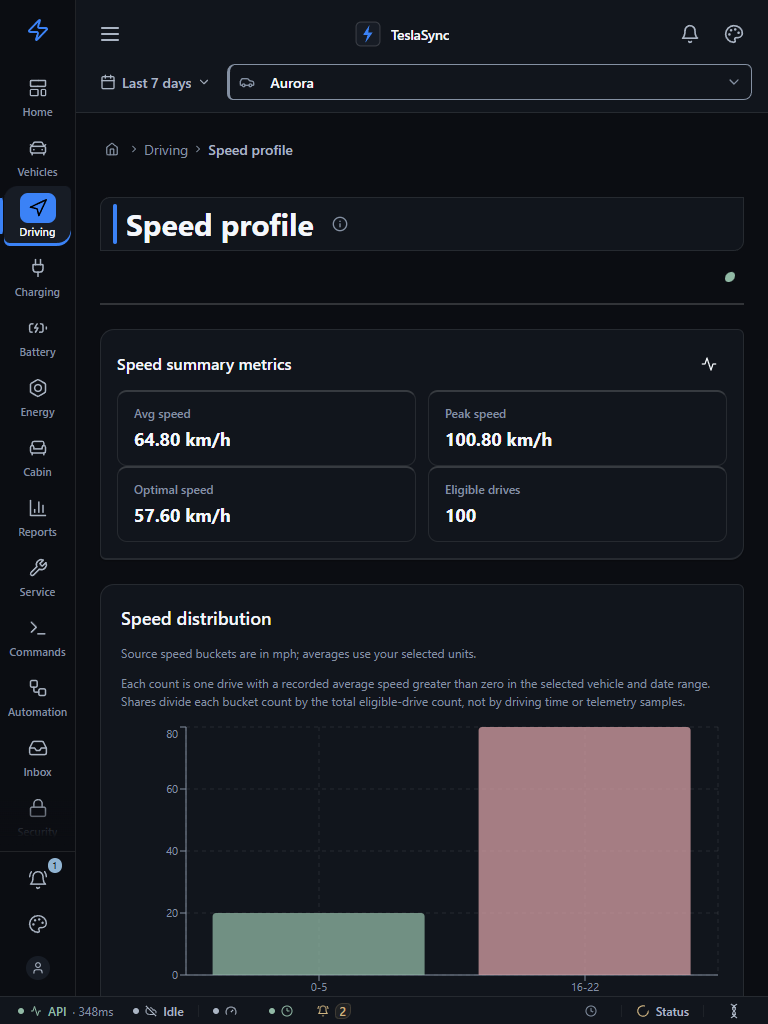 TeslaSync
Last 7 days
Aurora
Home
Vehicles
Driving
Charging
Battery
Energy
Cabin
Reports
Service
Commands
Automation
Inbox
Security
1
Driving
Speed profile
Speed profile
Speed summary metrics
Avg speed
64.80 km/h
Peak speed
100.80 km/h
Optimal speed
57.60 km/h
Eligible drives
100
Speed distribution
Source speed buckets are in mph; averages use your selected units.
Each count is one drive with a recorded average speed greater than zero in the selected vehicle and date range.
Shares divide each bucket count by the total eligible-drive count, not by driving time or telemetry samples.
80
60
40
20
0
0-5
16-22
API · 348ms
Idle
2
Status